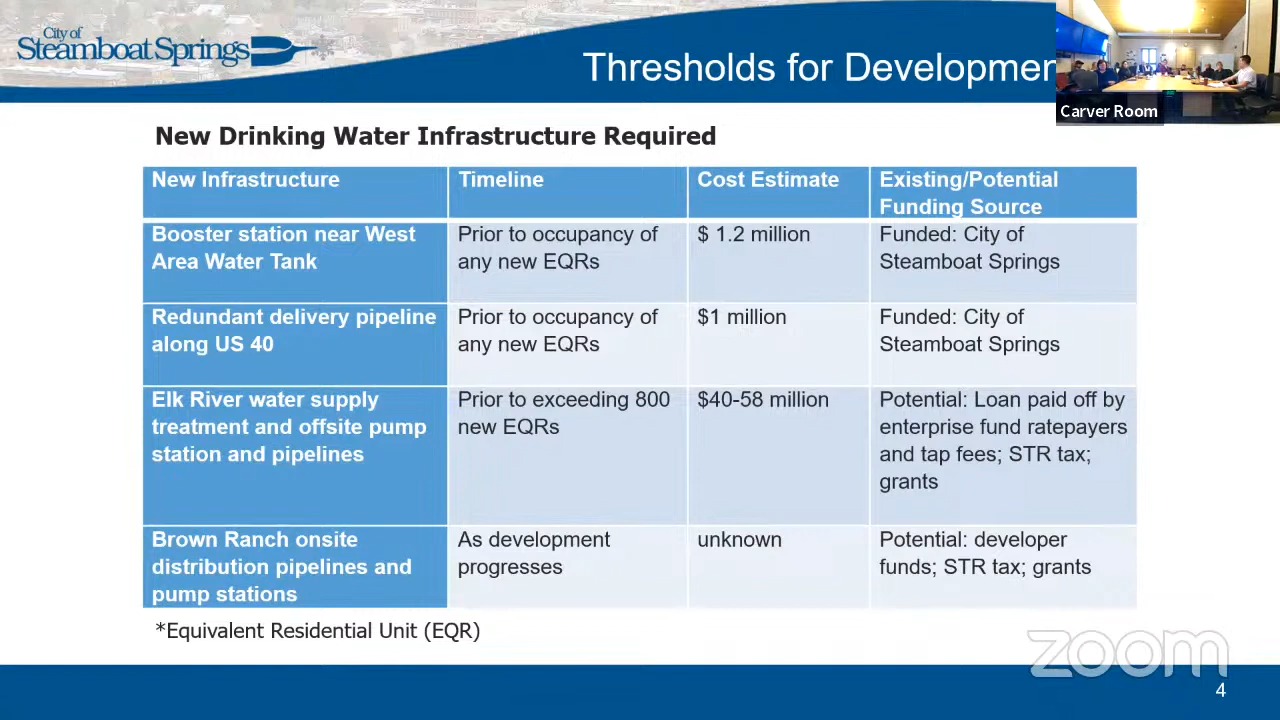 City of
Steamboat Springs
Thresholds for Developmen
Carver Room
New Drinking Water Infrastructure Required
New Infrastructure
Timeline
Cost Estimate
Existing/Potential
Funding Source
Booster station near West
Area Water Tank
Prior to occupancy of
any new EQRs
$ 1.2 million
Funded: City of
Steamboat Springs
Redundant delivery pipeline
along US 40
Prior to occupancy of
any new EQRs
$1 million
Funded: City of
Steamboat Springs
Elk River water supply
treatment and offsite pump
station and pipelines
Prior to exceeding 800
new EQRs
$40-58 million
Potential: Loan paid off by
enterprise fund ratepayers
and tap fees; STR tax;
grants
Brown Ranch onsite
distribution pipelines and
pump stations
As development
progresses
unknown
Potential: developer
funds; STR tax; grants
*Equivalent Residential Unit (EQR)
zoom
4